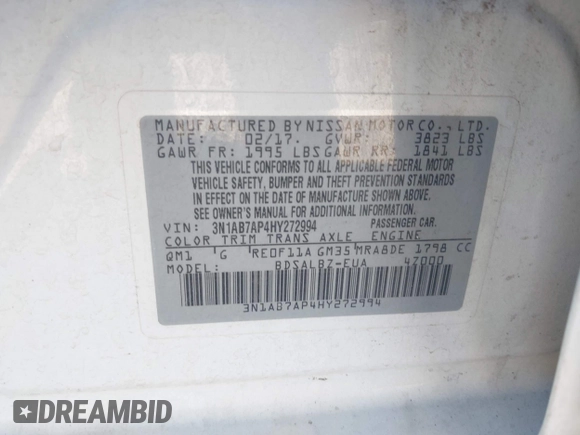 MANUFACTURED BY NISSAN MOTOR CO., LTD.
DATE: 02/17. GVWR: 3823 LBS
GAWR FR: 1995 LBS GAWR RR: 1841 LBS
THIS VEHICLE CONFORMS TO ALL APPLICABLE FEDERAL MOTOR
VEHICLE SAFETY, BUMPER AND THEFT PREVENTION STANDARDS
IN EFFECT ON THE DATE OF MANUFACTURE SHOWN ABOVE.
SEE OWNER'S MANUAL FOR ADDITIONAL INFORMATION.
VIN: 3N1AB7AP4HY272994 PASSENGER CAR.
COLOR TRIM TRANS AXLE ENGINE
QM1 G RE0F11A GM35 MRA8DE 1798 CC
MODEL: BDSALBZ-EUA 47000
3N1AB7AP4HY272994
DREAMBID